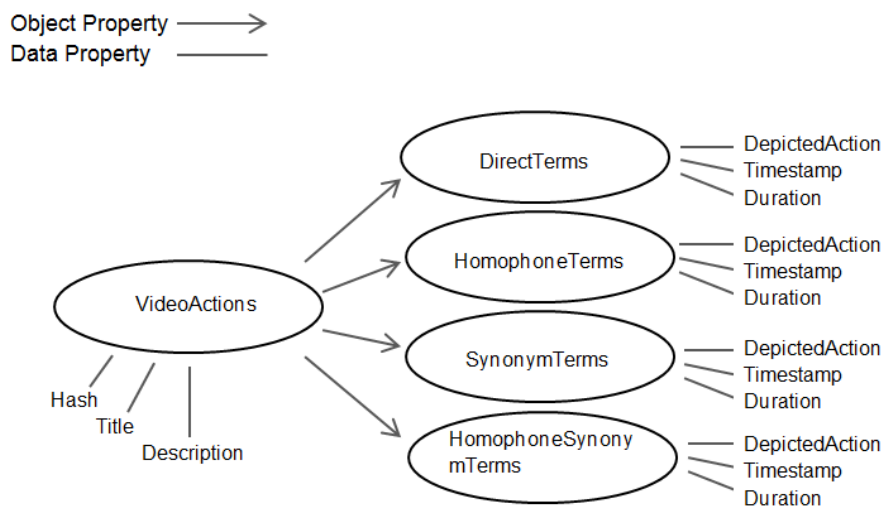 Object Property
Data Property
DirectTerms
DepictedAction
Timestamp
Duration
HomophoneTerms
DepictedAction
Timestamp
Duration
VideoActions
Hash
Title
Description
SynonymTerms
DepictedAction
Timestamp
Duration
HomophoneSynony
mTerms
DepictedAction
Timestamp
Duration